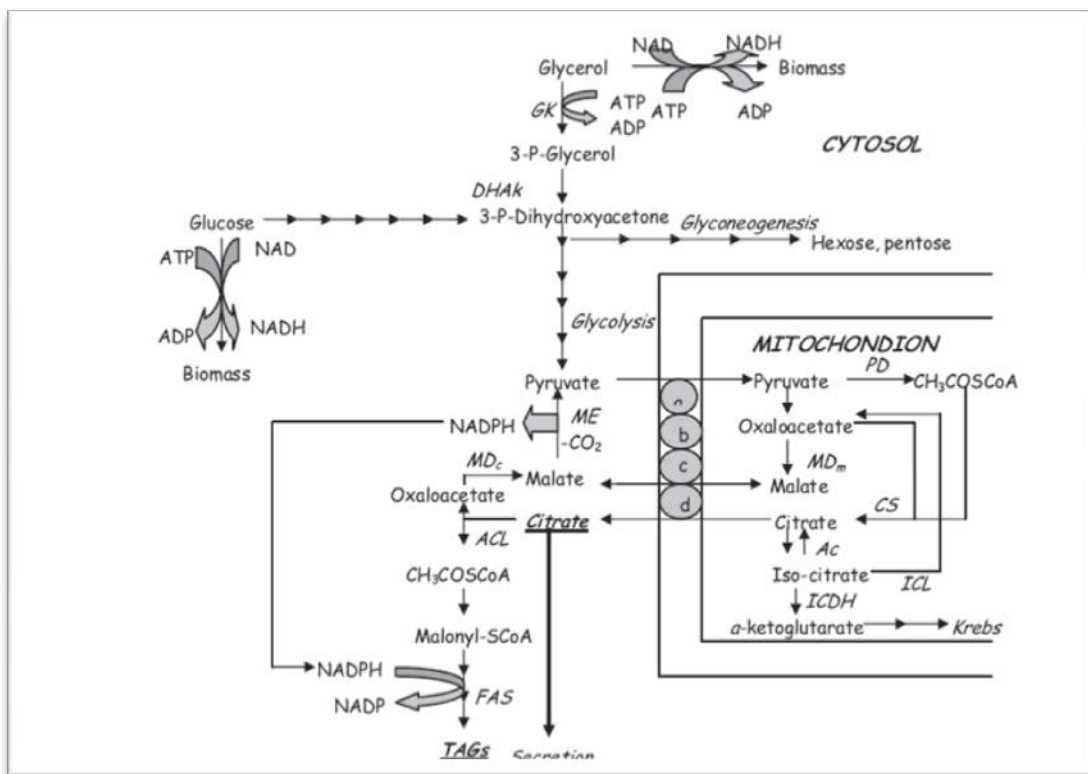 NAD NADH
Glycerol Biomass
GK ATP ATP ADP
ADP
CYTOSOL
3-P-Glycerol
DHAk
Glucose 3-P-Dihydroxyacetone Glyconeogenesis
Hexose, pentose
ATP NAD
Glycolysis
ADP NADH
MITOCHONDION
Biomass
PD
Pyruvate Pyruvate CH₃COSCoA
NADPH ME b Oxaloacetate
-CO₂
MDc Malate c MDm
Malate
Oxaloacetate
Citrate d Citrate CS
ACL Ac
CH₃COSCoA Iso-citrate ICL
ICDH
Malonyl-SCoA α-ketoglutarate Krebs
NADPH
NADP FAS
TAGs Secretion